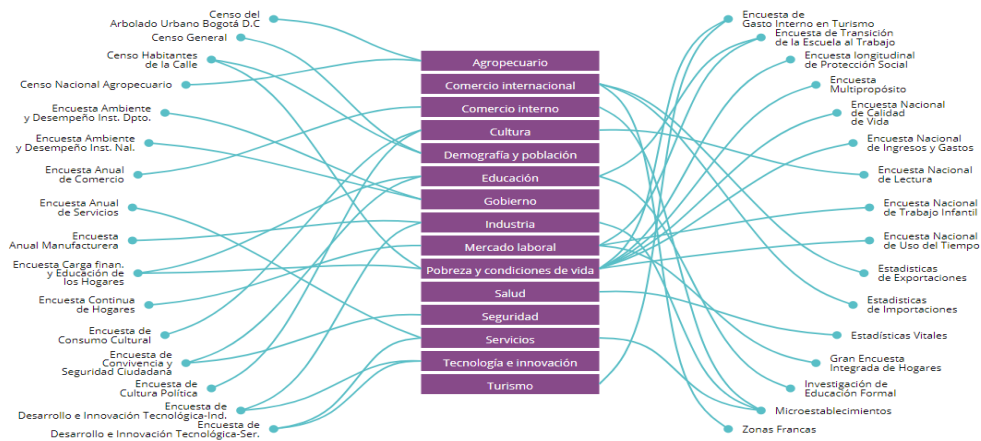 Censo del
Arbolado Urbano Bogotá D.C
Censo General
Censo Habitantes
de la Calle
Censo Nacional Agropecuario
Encuesta Ambiente
y Desempeño Inst. Dpto.
Encuesta Ambiente
y Desempeño Inst. Nal.
Encuesta Anual
de Comercio
Encuesta Anual
de Servicios
Encuesta
Anual Manufacturera
Encuesta Carga finan.
y Educación de
los Hogares
Encuesta Continua
de Hogares
Encuesta de
Consumo Cultural
Encuesta de
Convivencia y
Seguridad Ciudadana
Encuesta de
Cultura Política
Encuesta de
Desarrollo e Innovación Tecnológica-Ind.
Encuesta de
Desarrollo e Innovación Tecnológica-Ser.
Agropecuario
Comercio internacional
Comercio interno
Cultura
Demografía y población
Educación
Gobierno
Industria
Mercado laboral
Pobreza y condiciones de vida
Salud
Seguridad
Servicios
Tecnología e innovación
Turismo
Encuesta de
Gasto Interno en Turismo
Encuesta de Transición
de la Escuela al Trabajo
Encuesta longitudinal
de Protección Social
Encuesta
Multipropósito
Encuesta Nacional
de Calidad
de Vida
Encuesta Nacional
de Ingresos y Gastos
Encuesta Nacional
de Lectura
Encuesta Nacional
de Trabajo Infantil
Encuesta Nacional
de Uso del Tiempo
Estadisticas
de Exportaciones
Estadisticas
de Importaciones
Estadísticas Vitales
Gran Encuesta
Integrada de Hogares
Investigación de
Educación Formal
Microestablecimientos
Zonas Francas